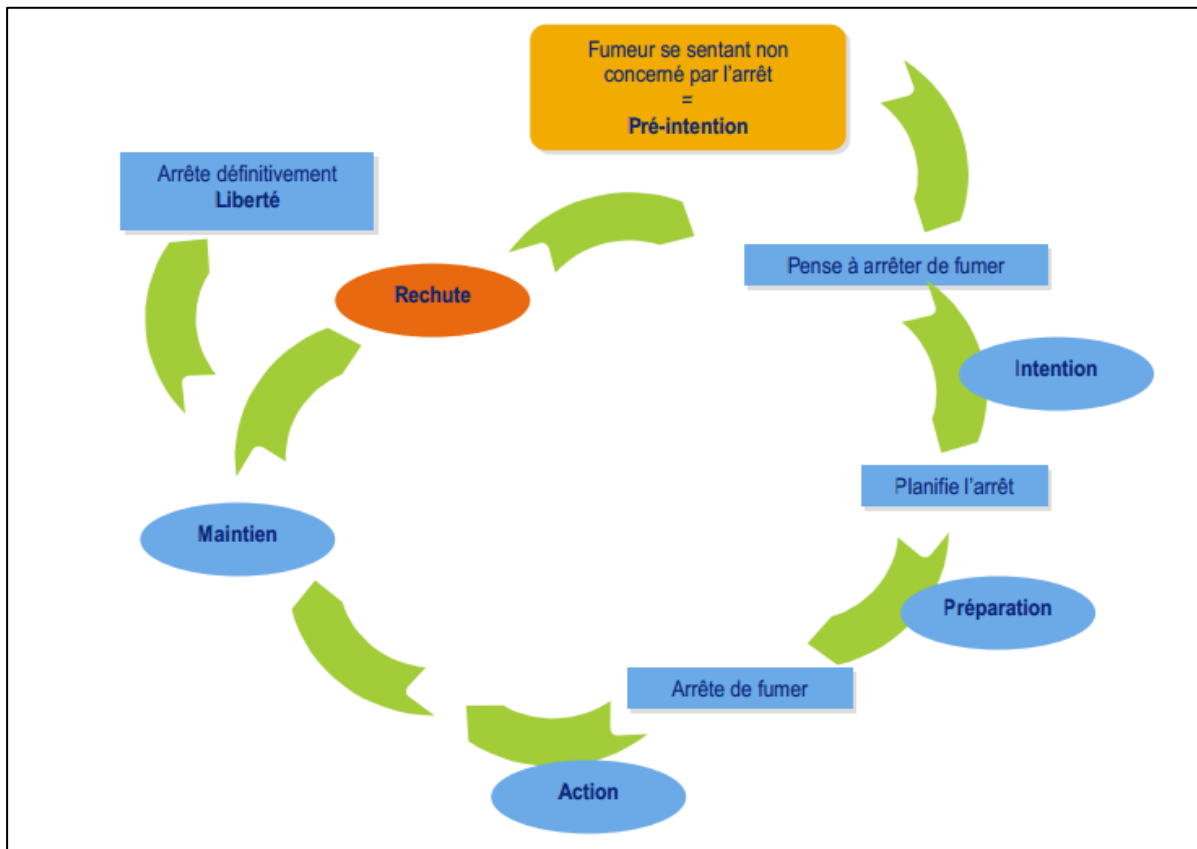 Fumeur se sentant non
concerné par l'arrêt
=
Pré-intention
Arrête définitivement
Liberté
Pense à arrêter de fumer
Rechute
Intention
Planifie l'arrêt
Maintien
Préparation
Arrête de fumer
Action